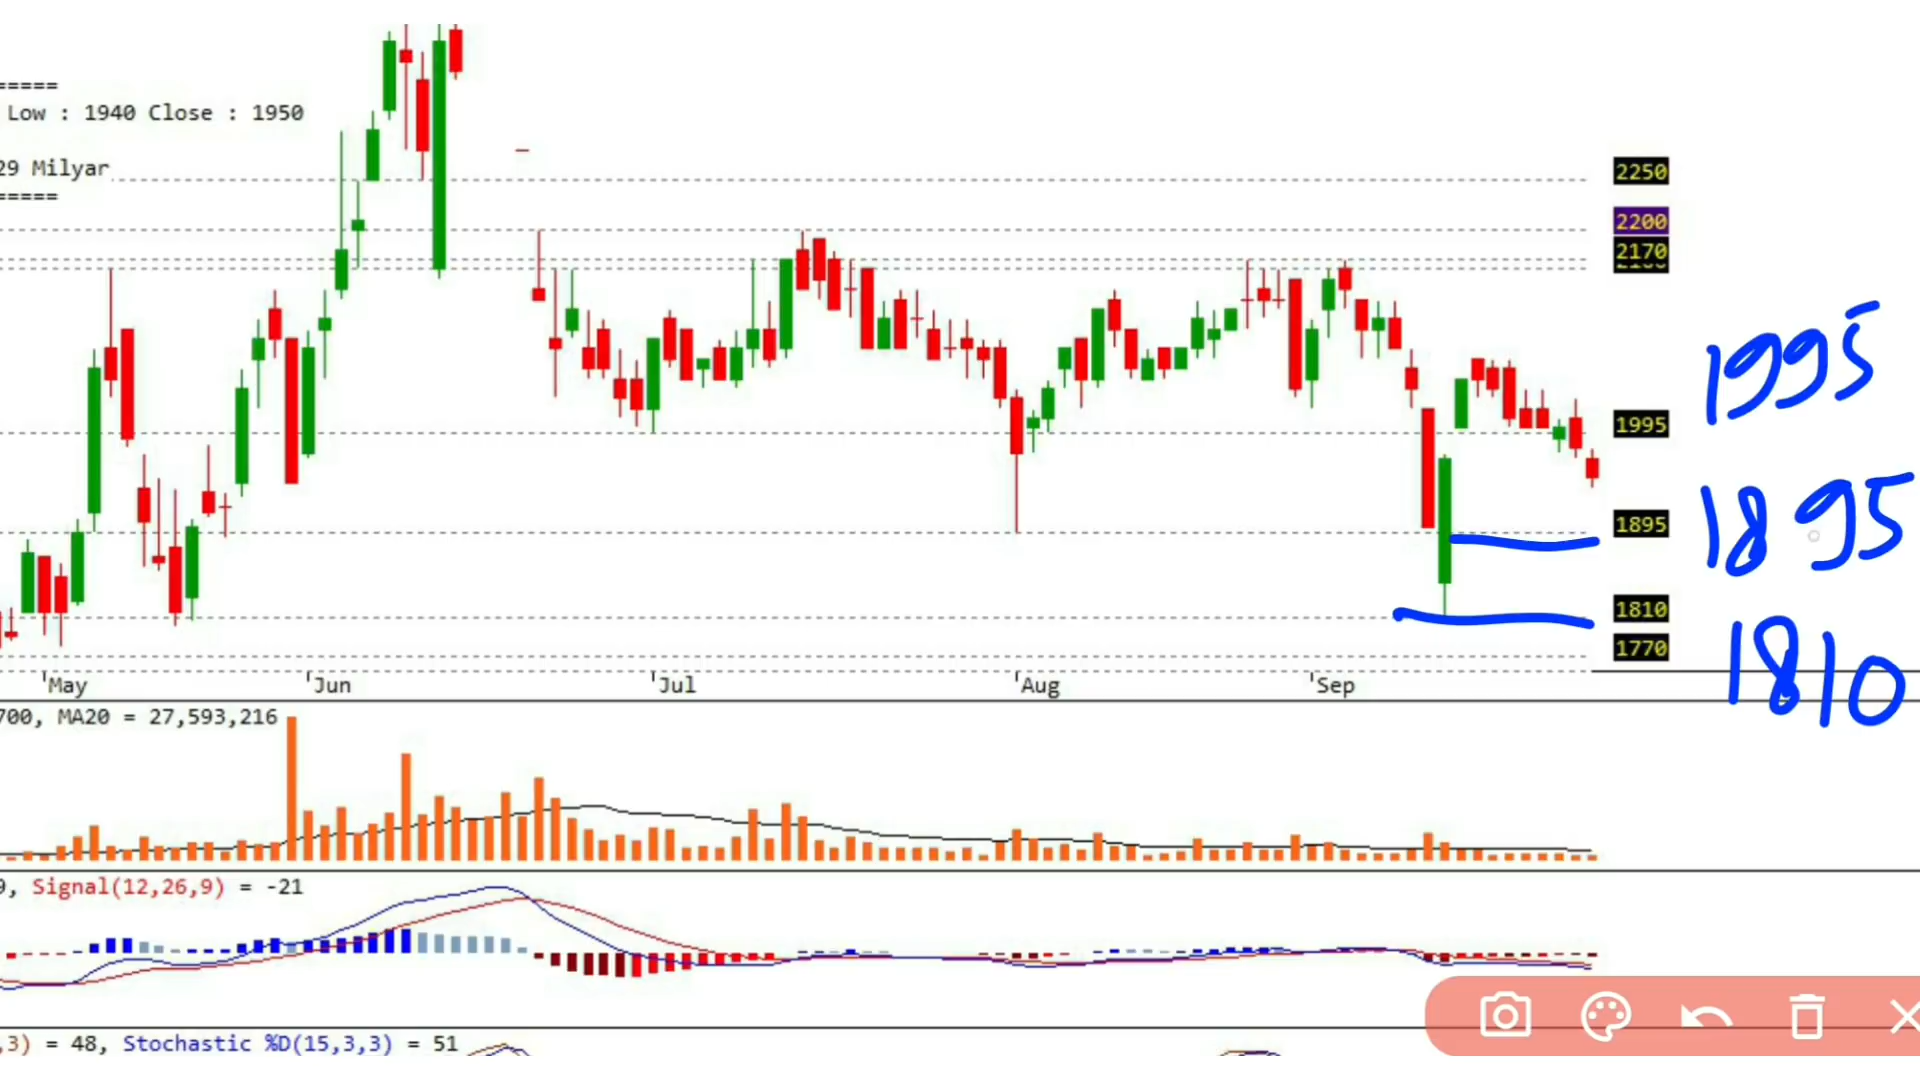 =====
Low : 1940 Close : 1950
29 Milyar
=====
2250
2200
2170
1995
1895
1810
1770
1995
1895
1810
May Jun Jul Aug Sep
700, MA20 = 27,593,216
9, Signal(12,26,9) = -21
,3) = 48, Stochastic %D(15,3,3) = 51